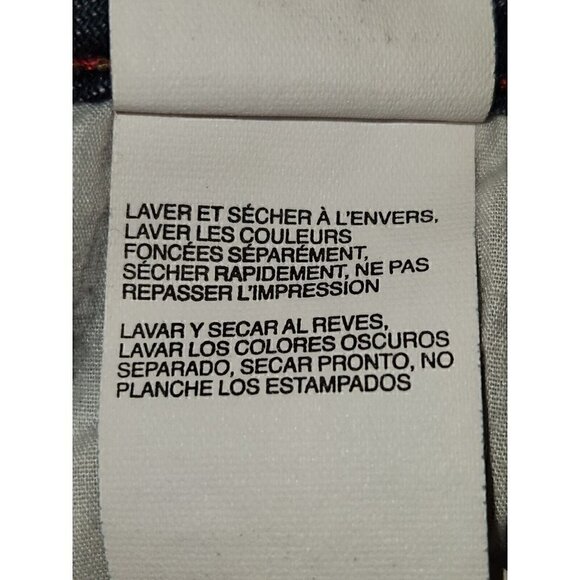 LAVER ET SÉCHER À L'ENVERS,
LAVER LES COULEURS
FONCÉES SÉPARÉMENT,
SÉCHER RAPIDEMENT, NE PAS
REPASSER L'IMPRESSION
LAVAR Y SECAR AL REVES,
LAVAR LOS COLORES OSCUROS
SEPARADO, SECAR PRONTO, NO
PLANCHE LOS ESTAMPADOS